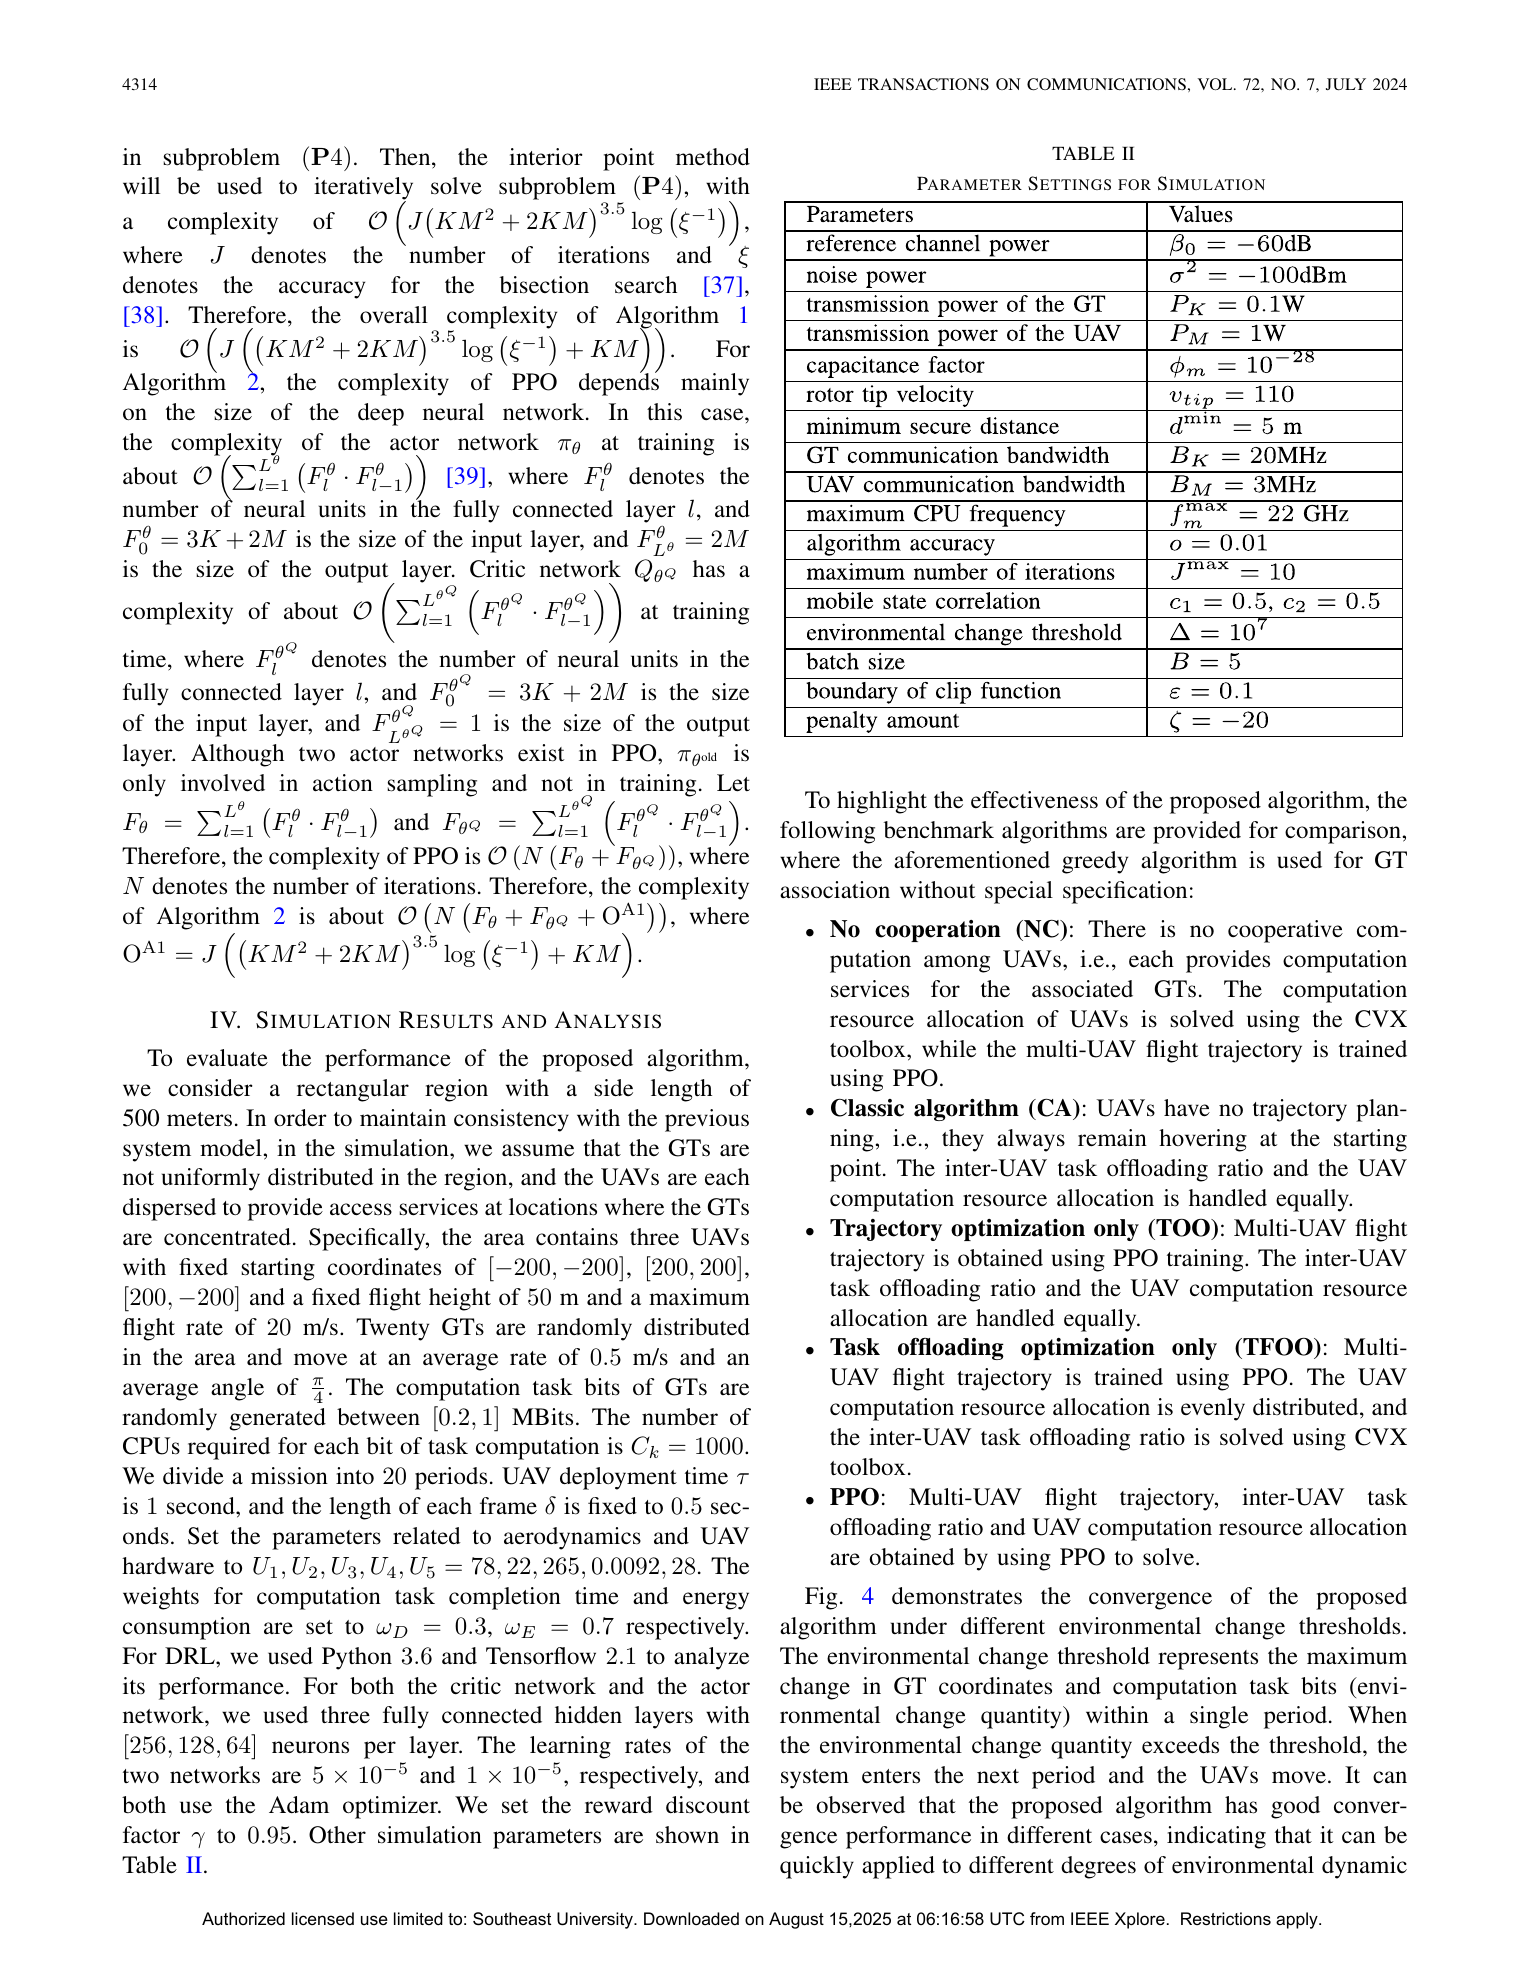 4314
IEEE TRANSACTIONS ON COMMUNICATIONS, VOL. 72, NO. 7, JULY 2024
in subproblem (P4). Then, the interior point method
will be used to iteratively solve subproblem (P4), with
a complexity of 𝒪(J(KM² + 2KM)^3.5 log (ξ⁻¹)),
where J denotes the number of iterations and ξ
denotes the accuracy for the bisection search [37],
[38]. Therefore, the overall complexity of Algorithm 1
is 𝒪(J((KM² + 2KM)^3.5 log (ξ⁻¹) + KM)). For
Algorithm 2, the complexity of PPO depends mainly
on the size of the deep neural network. In this case,
the complexity of the actor network π_θ at training is
about 𝒪(∑_{l=1}^{L^θ} (F_l^θ · F_{l−1}^θ)) [39], where F_l^θ denotes the
number of neural units in the fully connected layer l, and
F_0^θ = 3K + 2M is the size of the input layer, and F_{L^θ}^θ = 2M
is the size of the output layer. Critic network Q_{θ^Q} has a
complexity of about 𝒪(∑_{l=1}^{L^{θ^Q}} (F_l^{θ^Q} · F_{l−1}^{θ^Q})) at training
time, where F_l^{θ^Q} denotes the number of neural units in the
fully connected layer l, and F_0^{θ^Q} = 3K + 2M is the size
of the input layer, and F_{L^{θ^Q}}^{θ^Q} = 1 is the size of the output
layer. Although two actor networks exist in PPO, π_{θ^old} is
only involved in action sampling and not in training. Let
F_θ = ∑_{l=1}^{L^θ} (F_l^θ · F_{l−1}^θ) and F_{θ^Q} = ∑_{l=1}^{L^{θ^Q}} (F_l^{θ^Q} · F_{l−1}^{θ^Q}).
Therefore, the complexity of PPO is 𝒪(N(F_θ + F_{θ^Q})), where
N denotes the number of iterations. Therefore, the complexity
of Algorithm 2 is about 𝒪(N(F_θ + F_{θ^Q} + O^{A1})), where
O^{A1} = J((KM² + 2KM)^3.5 log (ξ⁻¹) + KM).
IV. SIMULATION RESULTS AND ANALYSIS
To evaluate the performance of the proposed algorithm,
we consider a rectangular region with a side length of
500 meters. In order to maintain consistency with the previous
system model, in the simulation, we assume that the GTs are
not uniformly distributed in the region, and the UAVs are each
dispersed to provide access services at locations where the GTs
are concentrated. Specifically, the area contains three UAVs
with fixed starting coordinates of [−200, −200], [200, 200],
[200, −200] and a fixed flight height of 50 m and a maximum
flight rate of 20 m/s. Twenty GTs are randomly distributed
in the area and move at an average rate of 0.5 m/s and an
average angle of π/4. The computation task bits of GTs are
randomly generated between [0.2, 1] MBits. The number of
CPUs required for each bit of task computation is C_k = 1000.
We divide a mission into 20 periods. UAV deployment time τ
is 1 second, and the length of each frame δ is fixed to 0.5 sec-
onds. Set the parameters related to aerodynamics and UAV
hardware to U₁, U₂, U₃, U₄, U₅ = 78, 22, 265, 0.0092, 28. The
weights for computation task completion time and energy
consumption are set to ω_D = 0.3, ω_E = 0.7 respectively.
For DRL, we used Python 3.6 and Tensorflow 2.1 to analyze
its performance. For both the critic network and the actor
network, we used three fully connected hidden layers with
[256, 128, 64] neurons per layer. The learning rates of the
two networks are 5 × 10⁻⁵ and 1 × 10⁻⁵, respectively, and
both use the Adam optimizer. We set the reward discount
factor γ to 0.95. Other simulation parameters are shown in
Table II.
TABLE II
PARAMETER SETTINGS FOR SIMULATION
Parameters Values
reference channel power β₀ = −60dB
noise power σ² = −100dBm
transmission power of the GT P_K = 0.1W
transmission power of the UAV P_M = 1W
capacitance factor ϕ_m = 10⁻²⁸
rotor tip velocity v_tip = 110
minimum secure distance d^min = 5 m
GT communication bandwidth B_K = 20MHz
UAV communication bandwidth B_M = 3MHz
maximum CPU frequency f_m^max = 22 GHz
algorithm accuracy o = 0.01
maximum number of iterations J^max = 10
mobile state correlation c₁ = 0.5, c₂ = 0.5
environmental change threshold Δ = 10⁷
batch size B = 5
boundary of clip function ε = 0.1
penalty amount ζ = −20
To highlight the effectiveness of the proposed algorithm, the
following benchmark algorithms are provided for comparison,
where the aforementioned greedy algorithm is used for GT
association without special specification:
• No cooperation (NC): There is no cooperative com-
putation among UAVs, i.e., each provides computation
services for the associated GTs. The computation
resource allocation of UAVs is solved using the CVX
toolbox, while the multi-UAV flight trajectory is trained
using PPO.
• Classic algorithm (CA): UAVs have no trajectory plan-
ning, i.e., they always remain hovering at the starting
point. The inter-UAV task offloading ratio and the UAV
computation resource allocation is handled equally.
• Trajectory optimization only (TOO): Multi-UAV flight
trajectory is obtained using PPO training. The inter-UAV
task offloading ratio and the UAV computation resource
allocation are handled equally.
• Task offloading optimization only (TFOO): Multi-
UAV flight trajectory is trained using PPO. The UAV
computation resource allocation is evenly distributed, and
the inter-UAV task offloading ratio is solved using CVX
toolbox.
• PPO: Multi-UAV flight trajectory, inter-UAV task
offloading ratio and UAV computation resource allocation
are obtained by using PPO to solve.
Fig. 4 demonstrates the convergence of the proposed
algorithm under different environmental change thresholds.
The environmental change threshold represents the maximum
change in GT coordinates and computation task bits (envi-
ronmental change quantity) within a single period. When
the environmental change quantity exceeds the threshold, the
system enters the next period and the UAVs move. It can
be observed that the proposed algorithm has good conver-
gence performance in different cases, indicating that it can be
quickly applied to different degrees of environmental dynamic
Authorized licensed use limited to: Southeast University. Downloaded on August 15,2025 at 06:16:58 UTC from IEEE Xplore. Restrictions apply.